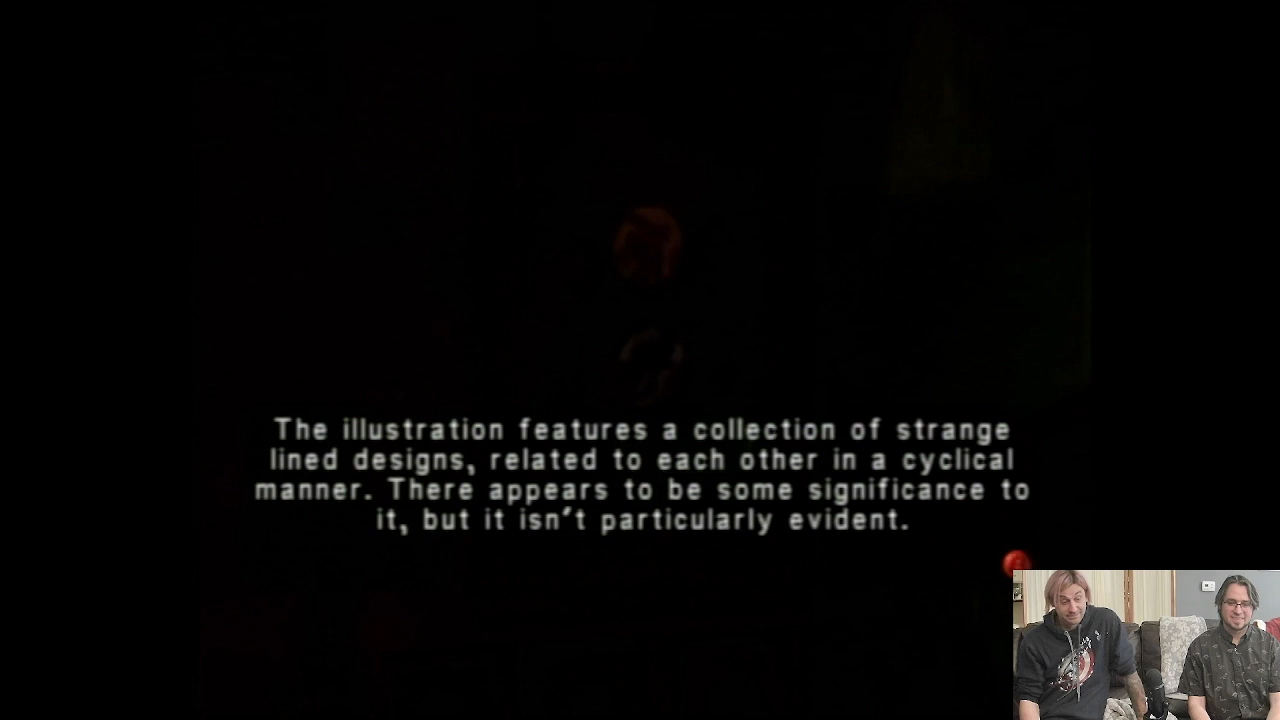 The illustration features a collection of strange
lined designs, related to each other in a cyclical
manner. There appears to be some significance to
it, but it isn't particularly evident.